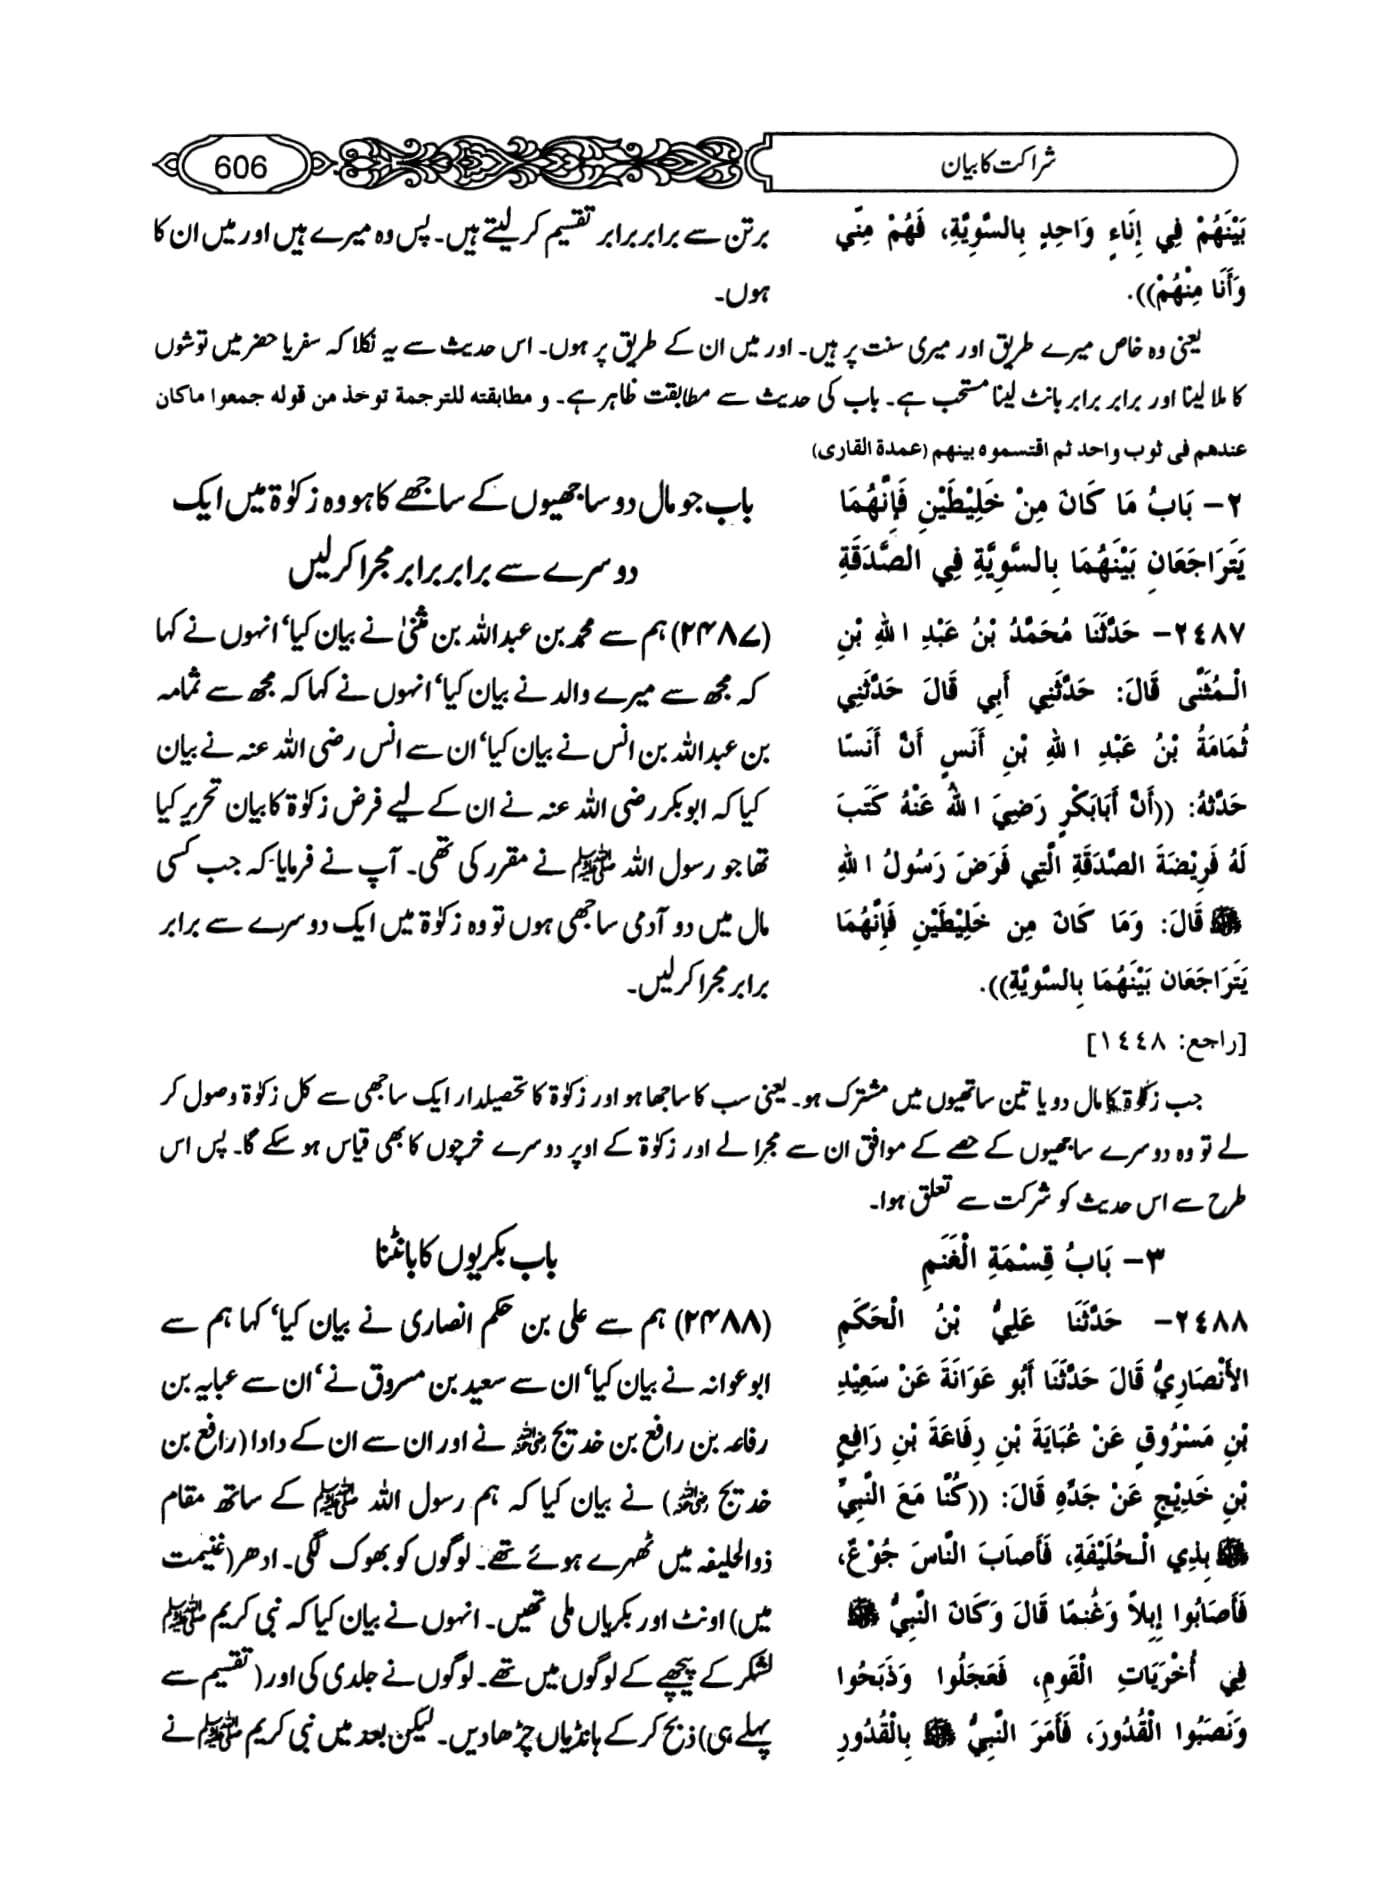 شراکت کا بیان
606
بَيْنَهُمْ فِي إِنَاءٍ وَاحِدٍ بِالسَّوِيَّةِ، فَهُمْ مِنِّي
وَأَنَا مِنْهُمْ)).
برتن سے برابر برابر تقسیم کر لیتے ہیں۔ پس وہ میرے ہیں اور میں ان کا
ہوں۔
یعنی وہ خاص میرے طریق اور میری سنت پر ہیں۔ اور میں ان کے طریق پر ہوں۔ اس حدیث سے یہ نکلا کہ سفر یا حضر میں توشوں
کا ملا لینا اور برابر برابر بانٹ لینا مستحب ہے۔ باب کی حدیث سے مطابقت ظاہر ہے۔ و مطابقته للترجمة توخذ من قوله جمعوا ماكان
عندهم فى ثوب واحد ثم اقتسموه بينهم (عمدة القارى)
٢- بَابُ مَا كَانَ مِنْ خَلِيْطَيْنِ فَإِنَّهُمَا
يَتَرَاجَعَانِ بَيْنَهُمَا بِالسَّوِيَّةِ فِي الصَّدَقَةِ
باب جو مال دو ساجھیوں کے ساجھے کا ہو وہ زکوٰۃ میں ایک
دوسرے سے برابر برابر مجرا کر لیں
٢٤٨٧- حَدَّثَنَا مُحَمَّدُ بْنُ عَبْدِ اللهِ بْنِ
الْمُثَنَّى قَالَ: حَدَّثَنِي أَبِي قَالَ حَدَّثَنِي
ثُمَامَةُ بْنُ عَبْدِ اللهِ بْنِ أَنَسٍ أَنَّ أَنَسًا
حَدَّثَهُ: ((أَنَّ أَبَابَكْرٍ رَضِيَ اللهُ عَنْهُ كَتَبَ
لَهُ فَرِيْضَةَ الصَّدَقَةِ الَّتِي فَرَضَ رَسُولُ اللهِ
ﷺ قَالَ: وَمَا كَانَ مِن خَلِيْطَيْنِ فَإِنَّهُمَا
يَتَرَاجَعَان بَيْنَهُمَا بِالسَّوِيَّةِ)).
[راجع: ١٤٤٨]
(۲۴۸۷) ہم سے محمد بن عبداللہ بن مثنیٰ نے بیان کیا‘ انہوں نے کہا
کہ مجھ سے میرے والد نے بیان کیا‘ انہوں نے کہا کہ مجھ سے ثمامہ
بن عبداللہ بن انس نے بیان کیا‘ ان سے انس رضی اللہ عنہ نے بیان
کیا کہ ابوبکر رضی اللہ عنہ نے ان کے لیے فرض زکوٰۃ کا بیان تحریر کیا
تھا جو رسول اللہ ﷺ نے مقرر کی تھی۔ آپ نے فرمایا کہ جب کسی
مال میں دو آدمی ساجھی ہوں تو وہ زکوٰۃ میں ایک دوسرے سے برابر
برابر مجرا کر لیں۔
جب زکوٰۃ کا مال دو یا تین ساتھیوں میں مشترک ہو۔ یعنی سب کا ساجھا ہو اور زکوٰۃ کا تحصیلدار ایک ساجھی سے کل زکوٰۃ وصول کر
لے تو وہ دوسرے ساجھیوں کے حصے کے موافق ان سے مجرا لے اور زکوٰۃ کے اوپر دوسرے خرچوں کا بھی قیاس ہو سکے گا۔ پس اس
طرح سے اس حدیث کو شرکت سے تعلق ہوا۔
٣- بَابُ قِسْمَةِ الْغَنَمِ
باب بکریوں کا بانٹنا
٢٤٨٨- حَدَّثَنَا عَلِيُّ بْنُ الْحَكَمِ
الأَنْصَارِيُّ قَالَ حَدَّثَنَا أَبُو عَوَانَةَ عَنْ سَعِيْدِ
بْنِ مَسْرُوقٍ عَنْ عَبَايَةَ بْنِ رِفَاعَةَ بْنِ رَافِعِ
بْنِ خَدِيْجٍ عَنْ جَدِّهِ قَالَ: ((كُنَّا مَعَ النَّبِيِّ
ﷺ بِذِي الْحُلَيْفَةِ، فَأَصَابَ النَّاسَ جُوْعٌ،
فَأَصَابُوا إِبِلاً وَغَنمًا قَالَ وَكَانَ النَّبِيُّ ﷺ
فِي أُخْرَيَاتِ الْقَومِ، فَعَجَلُوا وَذَبَحُوا
وَنَصَبُوا الْقُدُورَ، فَأَمَرَ النَّبِيُّ ﷺ بِالْقُدُورِ
(۲۴۸۸) ہم سے علی بن حکم انصاری نے بیان کیا‘ کہا ہم سے
ابو عوانہ نے بیان کیا‘ ان سے سعید بن مسروق نے‘ ان سے عبایہ بن
رفاعہ بن رافع بن خدیج رضی اللہ عنہ نے اور ان سے ان کے دادا (رافع بن
خدیج رضی اللہ عنہ) نے بیان کیا کہ ہم رسول اللہ ﷺ کے ساتھ مقام
ذوالحلیفہ میں ٹھہرے ہوئے تھے۔ لوگوں کو بھوک لگی۔ ادھر (غنیمت
میں) اونٹ اور بکریاں ملی تھیں۔ انہوں نے بیان کیا کہ نبی کریم ﷺ
لشکر کے پیچھے کے لوگوں میں تھے۔ لوگوں نے جلدی کی اور (تقسیم سے
پہلے ہی) ذبح کر کے ہانڈیاں چڑھا دیں۔ لیکن بعد میں نبی کریم ﷺ نے